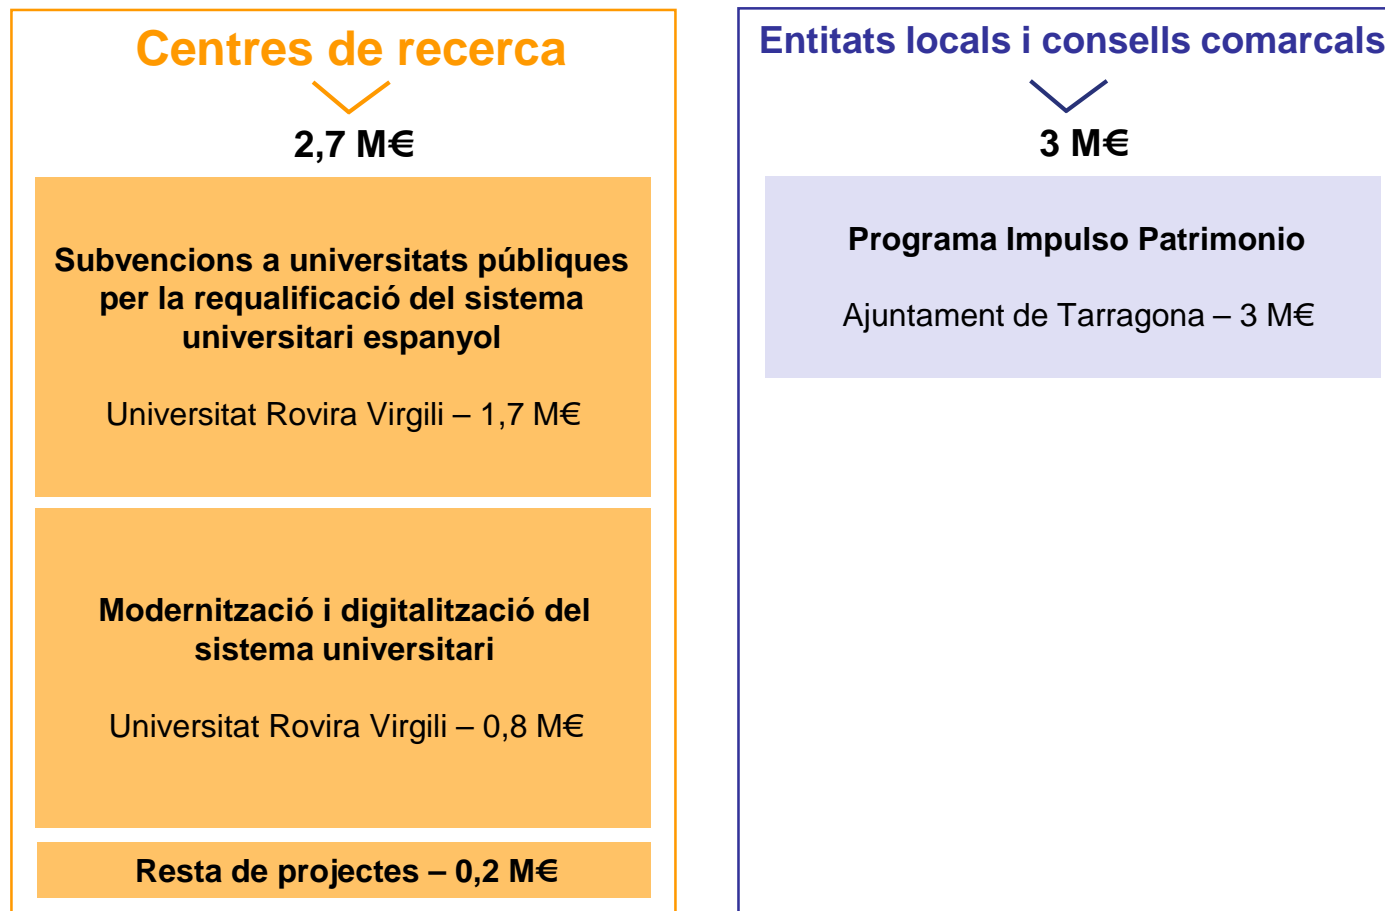 Centres de recerca
2,7 M€
Subvencions a universitats públiques
per la requalificació del sistema
universitari espanyol
Universitat Rovira Virgili – 1,7 M€
Modernització i digitalització del
sistema universitari
Universitat Rovira Virgili – 0,8 M€
Resta de projectes – 0,2 M€
Entitats locals i consells comarcals
3 M€
Programa Impulso Patrimonio
Ajuntament de Tarragona – 3 M€